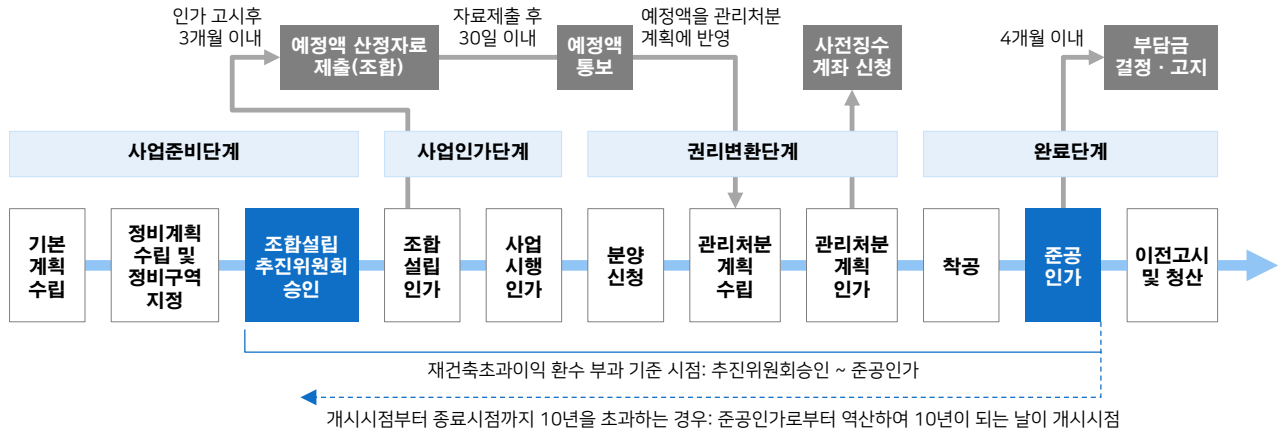 인가 고시후
3개월 이내
예정액 산정자료
제출(조합)
자료제출 후
30일 이내
예정액
통보
예정액을 관리처분
계획에 반영
사전징수
계좌 신청
4개월 이내
부담금
결정 · 고지
사업준비단계
사업인가단계
권리변환단계
완료단계
기본
계획
수립
정비계획
수립 및
정비구역
지정
조합설립
추진위원회
승인
조합
설립
인가
사업
시행
인가
분양
신청
관리처분
계획
수립
관리처분
계획
인가
착공
준공
인가
이전고시
및 청산
재건축초과이익 환수 부과 기준 시점: 추진위원회승인 ~ 준공인가
개시시점부터 종료시점까지 10년을 초과하는 경우: 준공인가로부터 역산하여 10년이 되는 날이 개시시점